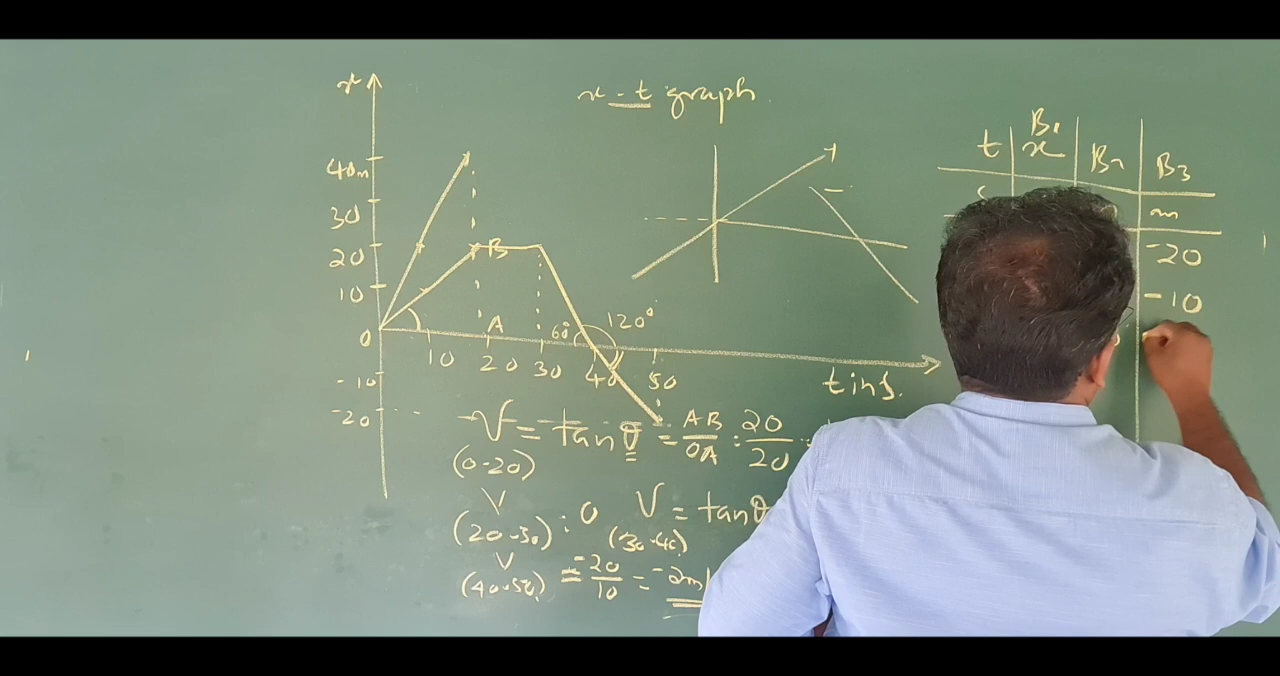 x
x - t graph.
40m
30
20
10
0
-10
-20
B
A
60°
120°
10 20 30 40 50
t in s.
V = tan θ = AB/OA : 20/20
(0-20)
V
(20-30) : 0
V = tan θ
(30-40)
V
(40-50) = -20/10 = -2m/
t B1 x B2 B3
s m
-20
-10